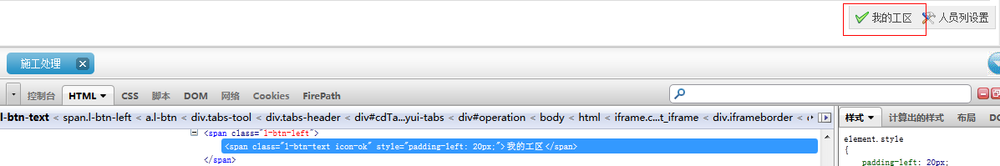 我的工区 人员列设置
施工处理
控制台 HTML CSS 脚本 DOM 网络 Cookies FirePath
l-btn-text < span.l-btn-left < a.l-btn < div.tabs-tool < div.tabs-header < div#cdTa...yui-tabs < div#operation < body < html < iframe.c...t_iframe < div.iframeborder <
样式 计算出的样式 布局
<span class="l-btn-left">
<span class="l-btn-text icon-ok" style="padding-left: 20px;">我的工区</span>
</span>
element.style
{
padding-left: 20px;